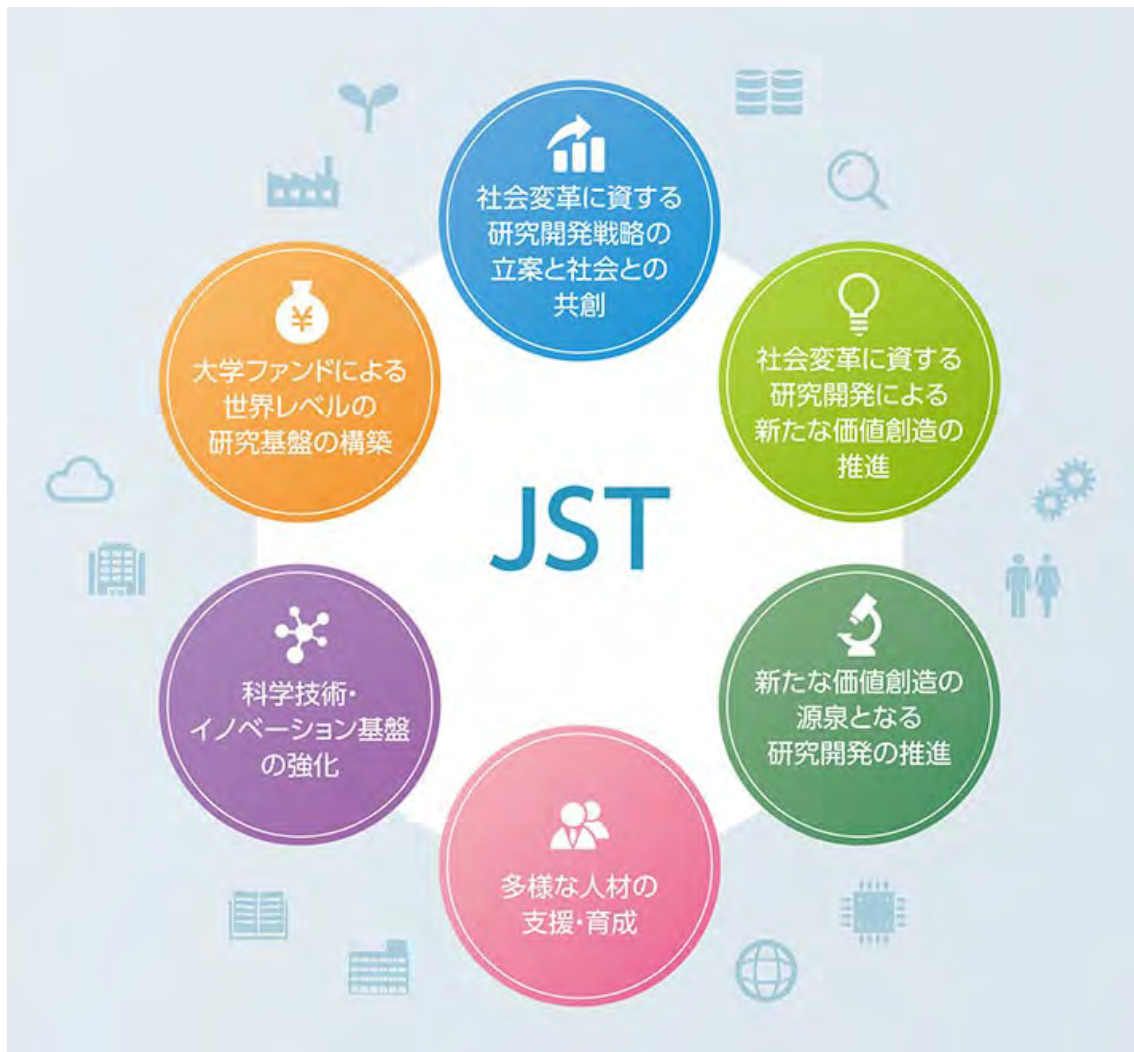 社会変革に資する
研究開発戦略の
立案と社会との
共創
社会変革に資する
研究開発による
新たな価値創造の
推進
新たな価値創造の
源泉となる
研究開発の推進
多様な人材の
支援・育成
科学技術・
イノベーション基盤
の強化
¥
大学ファンドによる
世界レベルの
研究基盤の構築
JST